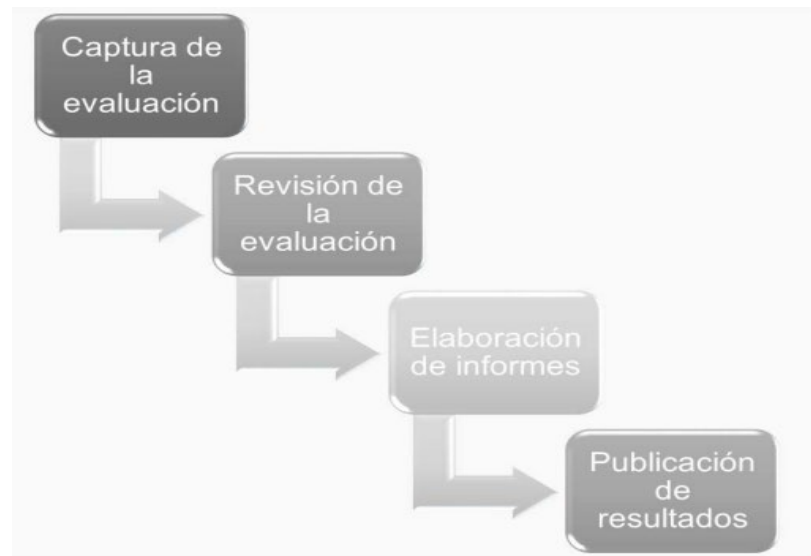 Captura de
la
evaluación
Revisión de
la
evaluación
Elaboración
de informes
Publicación
de
resultados